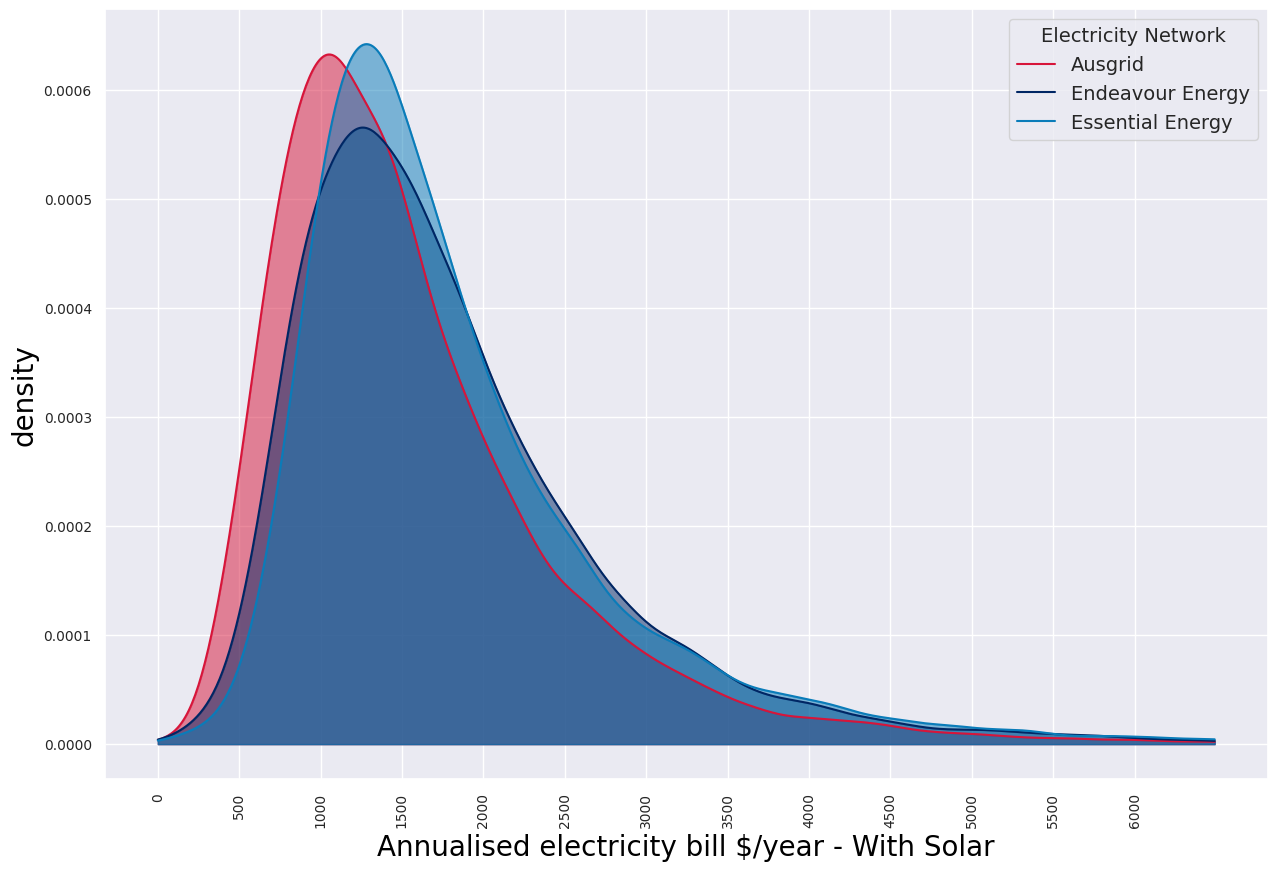 Electricity Network
Ausgrid
Endeavour Energy
Essential Energy
0.0006
0.0005
0.0004
0.0003
0.0002
0.0001
0.0000
density
0 500 1000 1500 2000 2500 3000 3500 4000 4500 5000 5500 6000
Annualised electricity bill $/year - With Solar